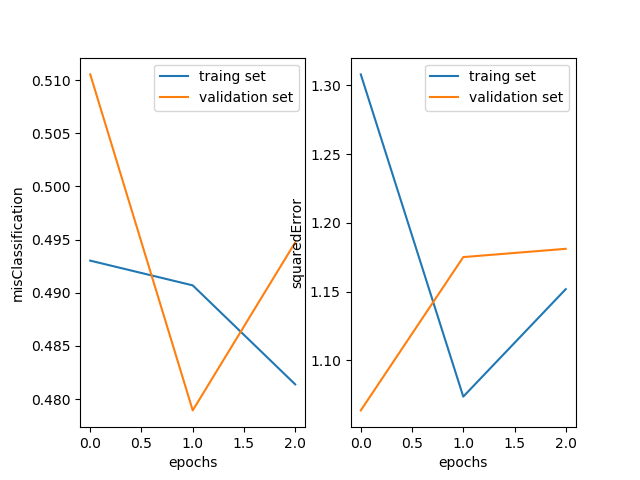 traing set
validation set
0.510
0.505
0.500
0.495
0.490
0.485
0.480
misClassification
0.0
0.5
1.0
1.5
2.0
epochs
traing set
validation set
1.30
1.25
1.20
1.15
1.10
squaredError
0.0
0.5
1.0
1.5
2.0
epochs